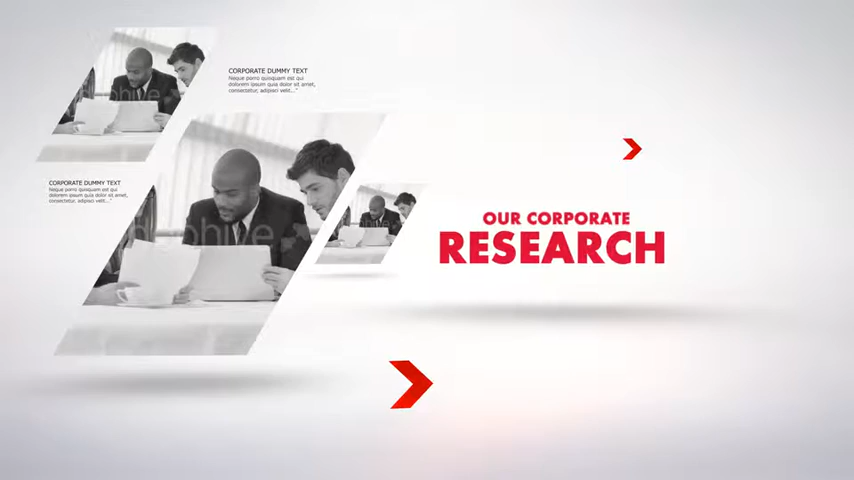 CORPORATE DUMMY TEXT
Neque porro quisquam est qui
dolorem ipsum quia dolor sit amet,
consectetur, adipisci velit..."
CORPORATE DUMMY TEXT
Neque porro quisquam est qui
dolorem ipsum quia dolor sit amet,
consectetur, adipisci velit..."
OUR CORPORATE
RESEARCH